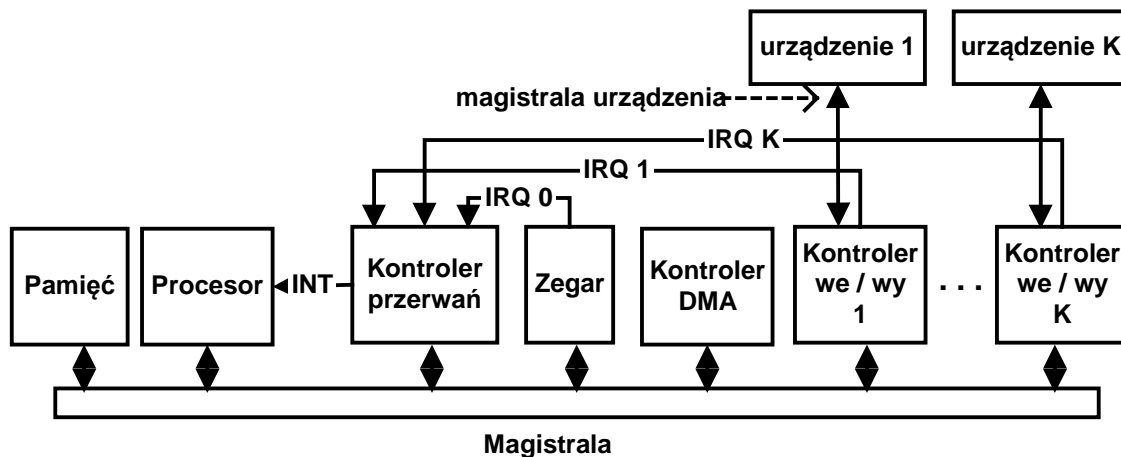 urządzenie 1
urządzenie K
magistrala urządzenia
IRQ K
IRQ 1
IRQ 0
Pamięć
Procesor
INT
Kontroler
przerwań
Zegar
Kontroler
DMA
Kontroler
we / wy
1
. . .
Kontroler
we / wy
K
Magistrala